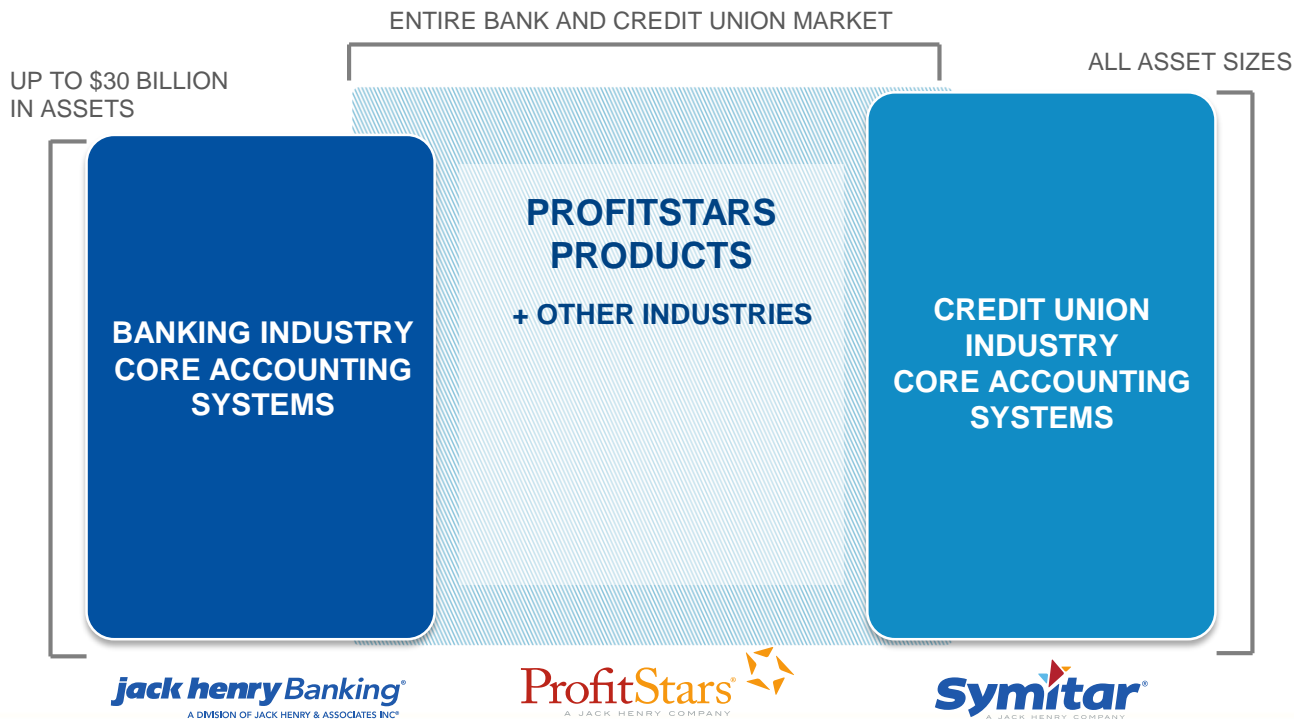 ENTIRE BANK AND CREDIT UNION MARKET
UP TO $30 BILLION
IN ASSETS
ALL ASSET SIZES
BANKING INDUSTRY
CORE ACCOUNTING
SYSTEMS
PROFITSTARS
PRODUCTS
+ OTHER INDUSTRIES
CREDIT UNION
INDUSTRY
CORE ACCOUNTING
SYSTEMS
jack henry Banking®
A DIVISION OF JACK HENRY & ASSOCIATES INC®
ProfitStars®
A JACK HENRY COMPANY
Symitar®
A JACK HENRY COMPANY